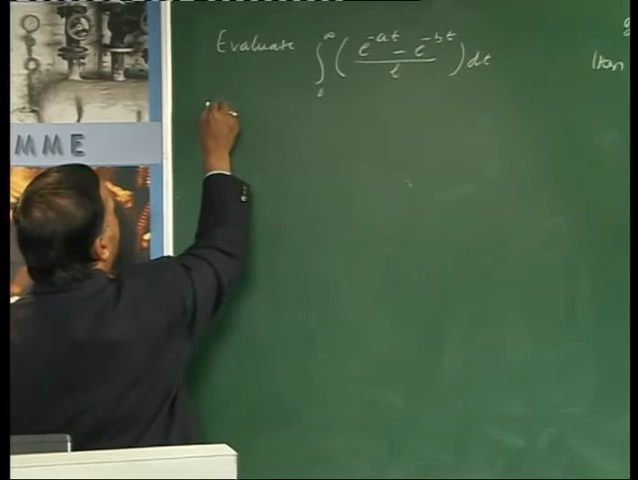 Evaluate ∫₀^∞ ( (e^{-at} - e^{-bt}) / t ) dt
MME